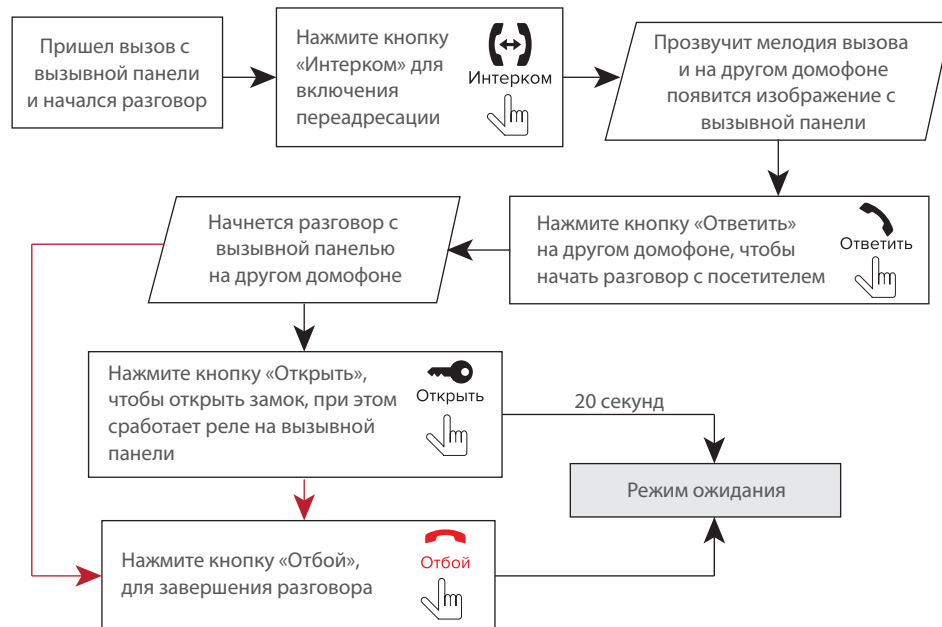 Пришел вызов с
вызывной панели
и начался разговор
Нажмите кнопку
«Интерком» для
включения
переадресации
Интерком
Прозвучит мелодия вызова
и на другом домофоне
появится изображение с
вызывной панели
Нажмите кнопку «Ответить»
на другом домофоне, чтобы
начать разговор с посетителем
Ответить
Начнется разговор с
вызывной панелью
на другом домофоне
Нажмите кнопку «Открыть»,
чтобы открыть замок, при этом
сработает реле на вызывной
панели
Открыть
20 секунд
Режим ожидания
Нажмите кнопку «Отбой»,
для завершения разговора
Отбой